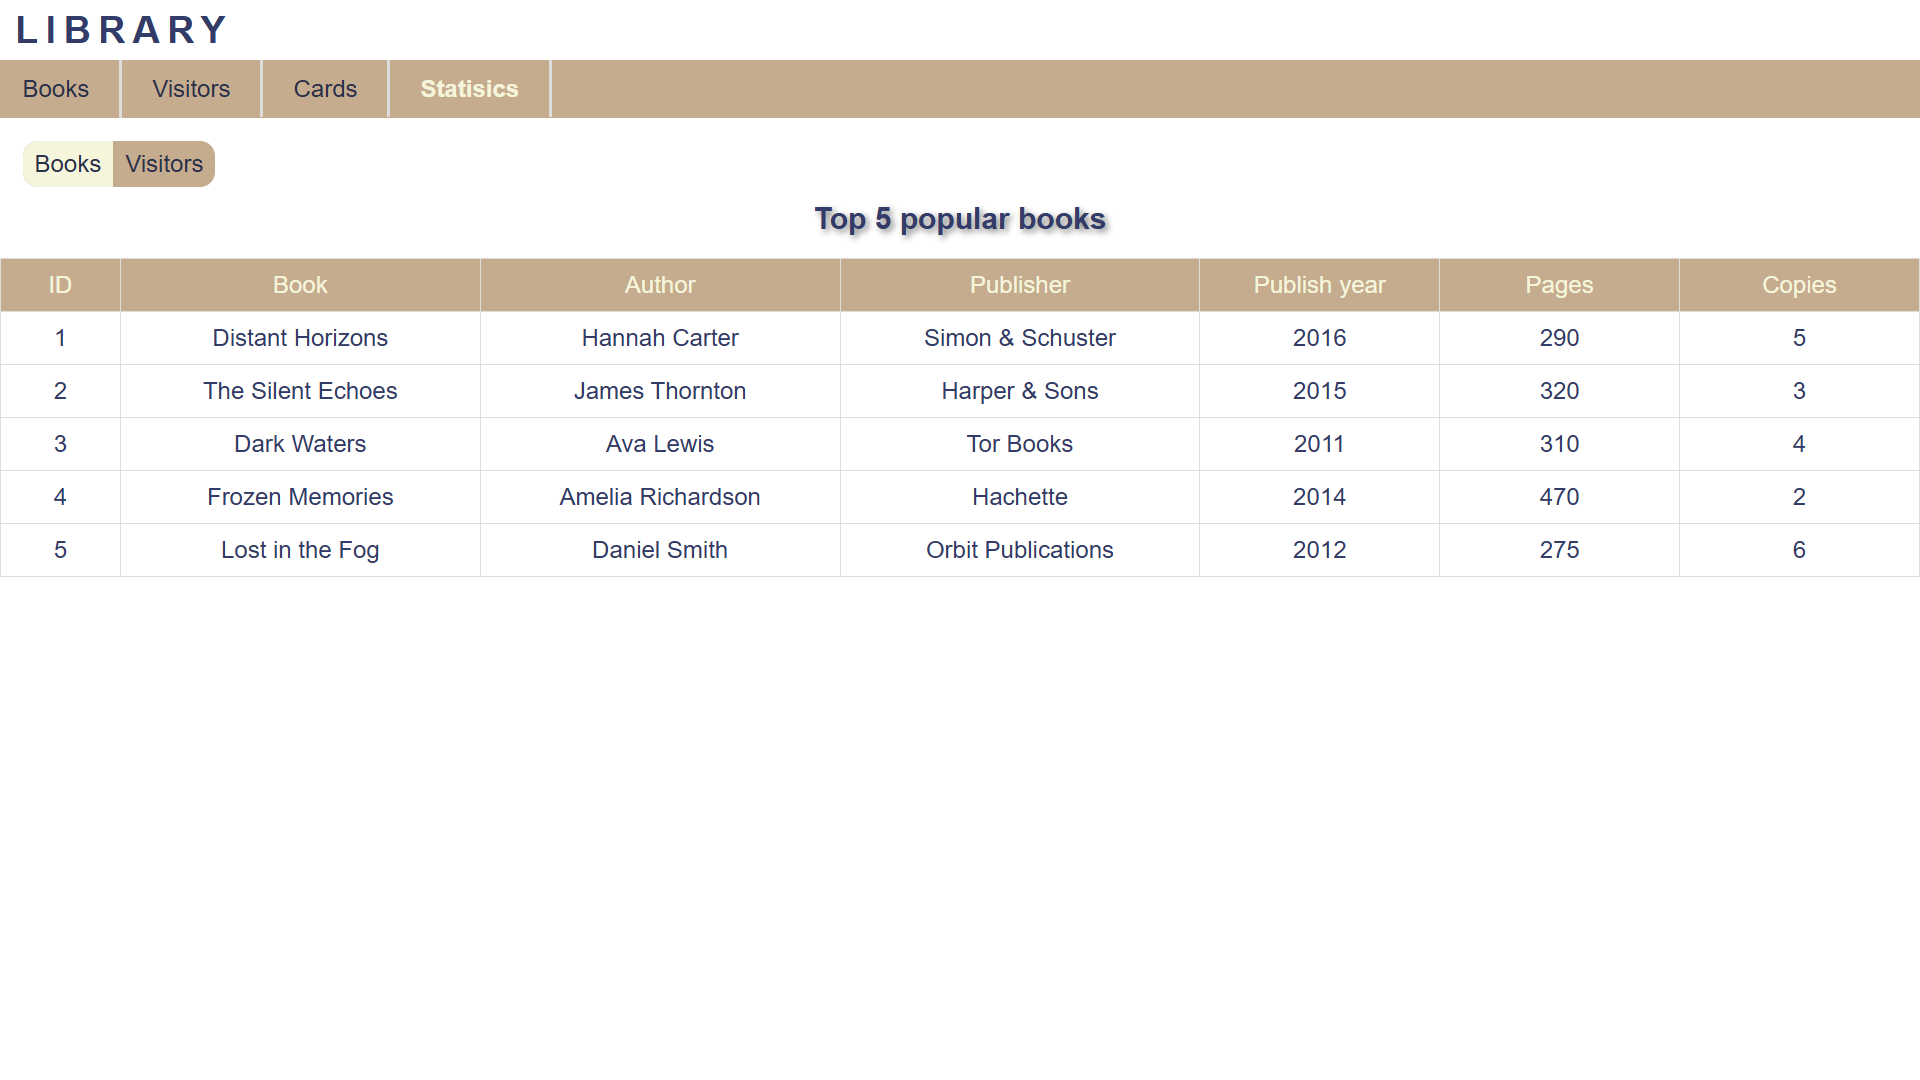 LIBRARY
Books Visitors Cards Statisics
Books Visitors
Top 5 popular books
ID Book Author Publisher Publish year Pages Copies
1 Distant Horizons Hannah Carter Simon & Schuster 2016 290 5
2 The Silent Echoes James Thornton Harper & Sons 2015 320 3
3 Dark Waters Ava Lewis Tor Books 2011 310 4
4 Frozen Memories Amelia Richardson Hachette 2014 470 2
5 Lost in the Fog Daniel Smith Orbit Publications 2012 275 6